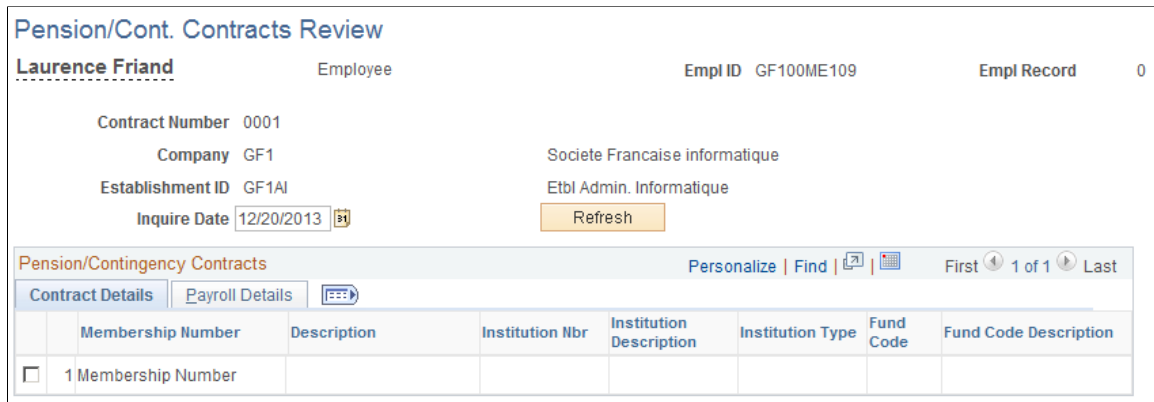 Pension/Cont. Contracts Review
Laurence Friand Employee Empl ID GF100ME109 Empl Record 0
Contract Number 0001
Company GF1 Societe Francaise informatique
Establishment ID GF1AI Etbl Admin. Informatique
Inquire Date 12/20/2013 31 Refresh
Pension/Contingency Contracts Personalize | Find | | First 1 of 1 Last
Contract Details Payroll Details
Membership Number Description Institution Nbr Institution Description Institution Type Fund Code Fund Code Description
1 Membership Number